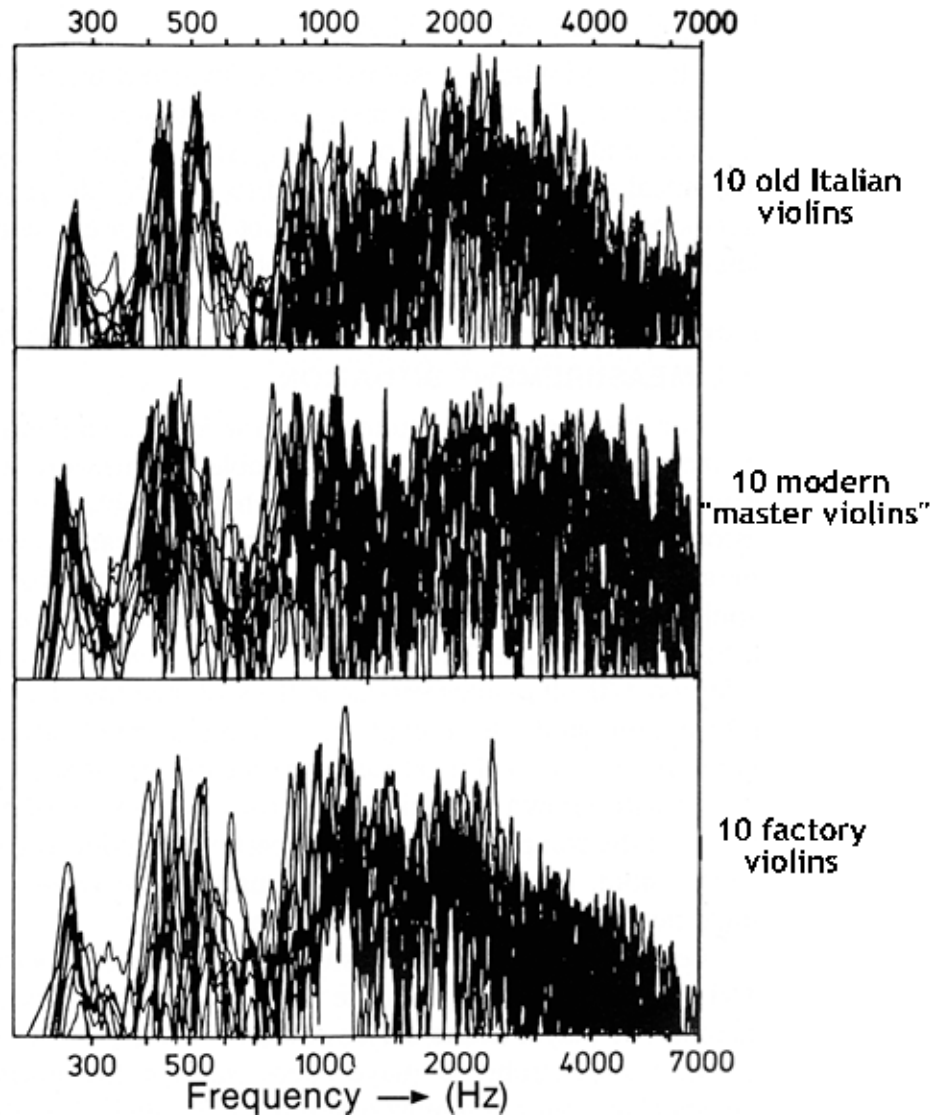 300 500 1000 2000 4000 7000
10 old Italian
violins
10 modern
"master violins"
10 factory
violins
300 500 1000 2000 4000 7000
Frequency → (Hz)